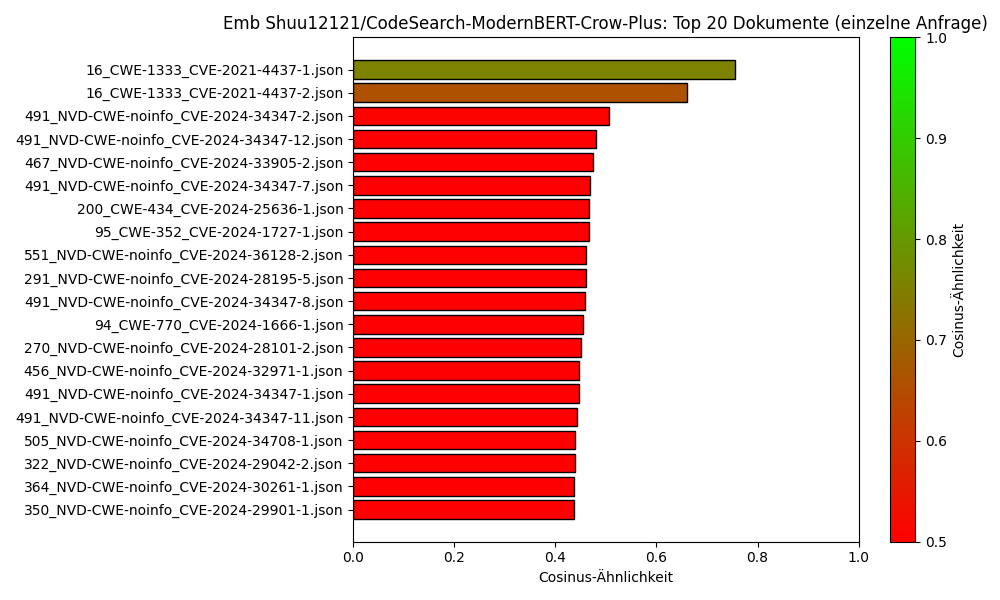 Emb Shuu12121/CodeSearch-ModernBERT-Crow-Plus: Top 20 Dokumente (einzelne Anfrage)
16_CWE-1333_CVE-2021-4437-1.json
16_CWE-1333_CVE-2021-4437-2.json
491_NVD-CWE-noinfo_CVE-2024-34347-2.json
491_NVD-CWE-noinfo_CVE-2024-34347-12.json
467_NVD-CWE-noinfo_CVE-2024-33905-2.json
491_NVD-CWE-noinfo_CVE-2024-34347-7.json
200_CWE-434_CVE-2024-25636-1.json
95_CWE-352_CVE-2024-1727-1.json
551_NVD-CWE-noinfo_CVE-2024-36128-2.json
291_NVD-CWE-noinfo_CVE-2024-28195-5.json
491_NVD-CWE-noinfo_CVE-2024-34347-8.json
94_CWE-770_CVE-2024-1666-1.json
270_NVD-CWE-noinfo_CVE-2024-28101-2.json
456_NVD-CWE-noinfo_CVE-2024-32971-1.json
491_NVD-CWE-noinfo_CVE-2024-34347-1.json
491_NVD-CWE-noinfo_CVE-2024-34347-11.json
505_NVD-CWE-noinfo_CVE-2024-34708-1.json
322_NVD-CWE-noinfo_CVE-2024-29042-2.json
364_NVD-CWE-noinfo_CVE-2024-30261-1.json
350_NVD-CWE-noinfo_CVE-2024-29901-1.json
0.0 0.2 0.4 0.6 0.8 1.0
Cosinus-Ähnlichkeit
1.0
0.9
0.8
0.7
0.6
0.5
Cosinus-Ähnlichkeit